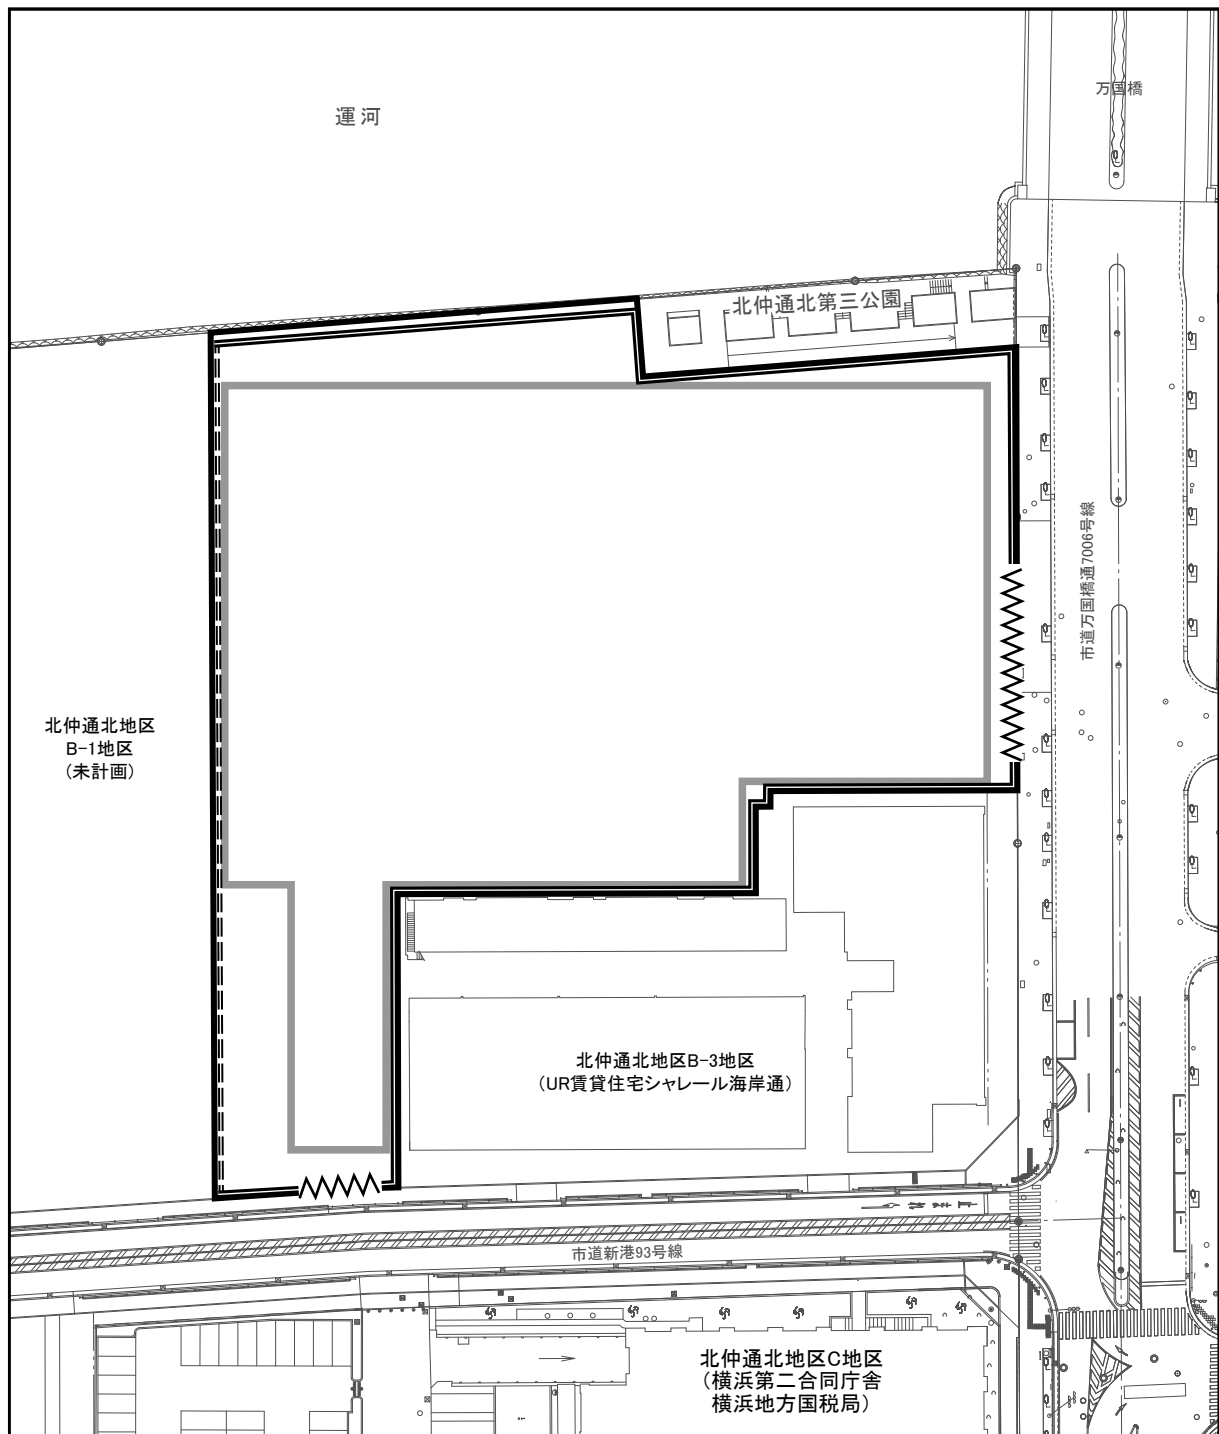 運河
万国橋
北仲通北第三公園
市道万国橋通7006号線
北仲通北地区
B-1地区
(未計画)
北仲通北地区B-3地区
(UR賃貸住宅シャレール海岸通)
市道新港93号線
北仲通北地区C地区
(横浜第二合同庁舎
横浜地方国税局)